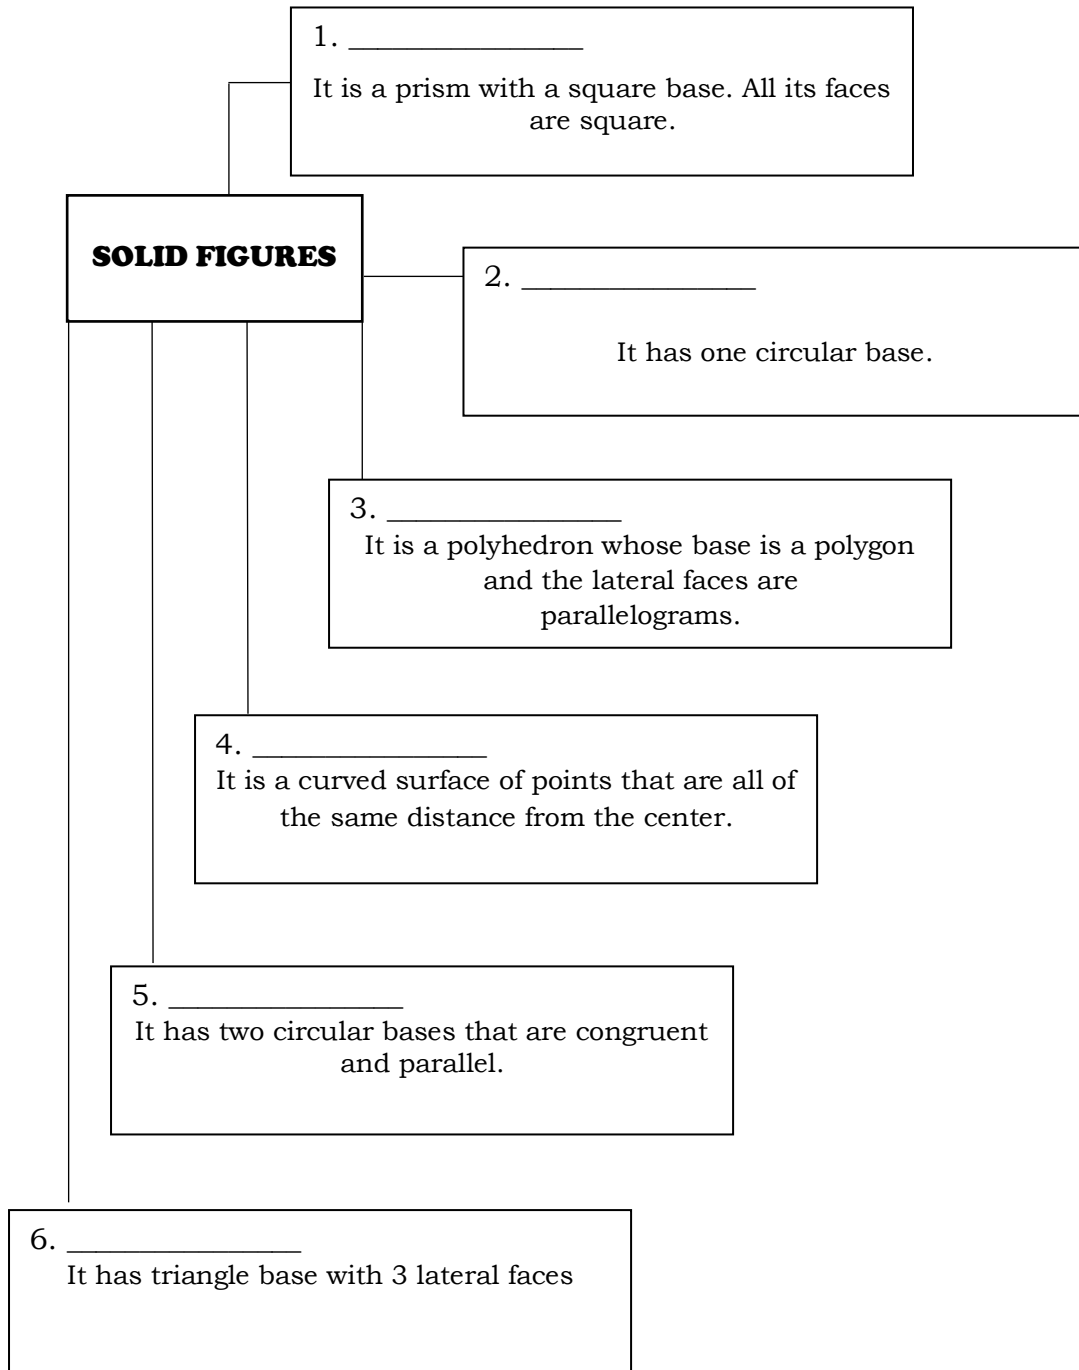 1. ________________
It is a prism with a square base. All its faces
are square.
SOLID FIGURES
2. ________________
It has one circular base.
3. ________________
It is a polyhedron whose base is a polygon
and the lateral faces are
parallelograms.
4. ________________
It is a curved surface of points that are all of
the same distance from the center.
5. ________________
It has two circular bases that are congruent
and parallel.
6. ________________
It has triangle base with 3 lateral faces